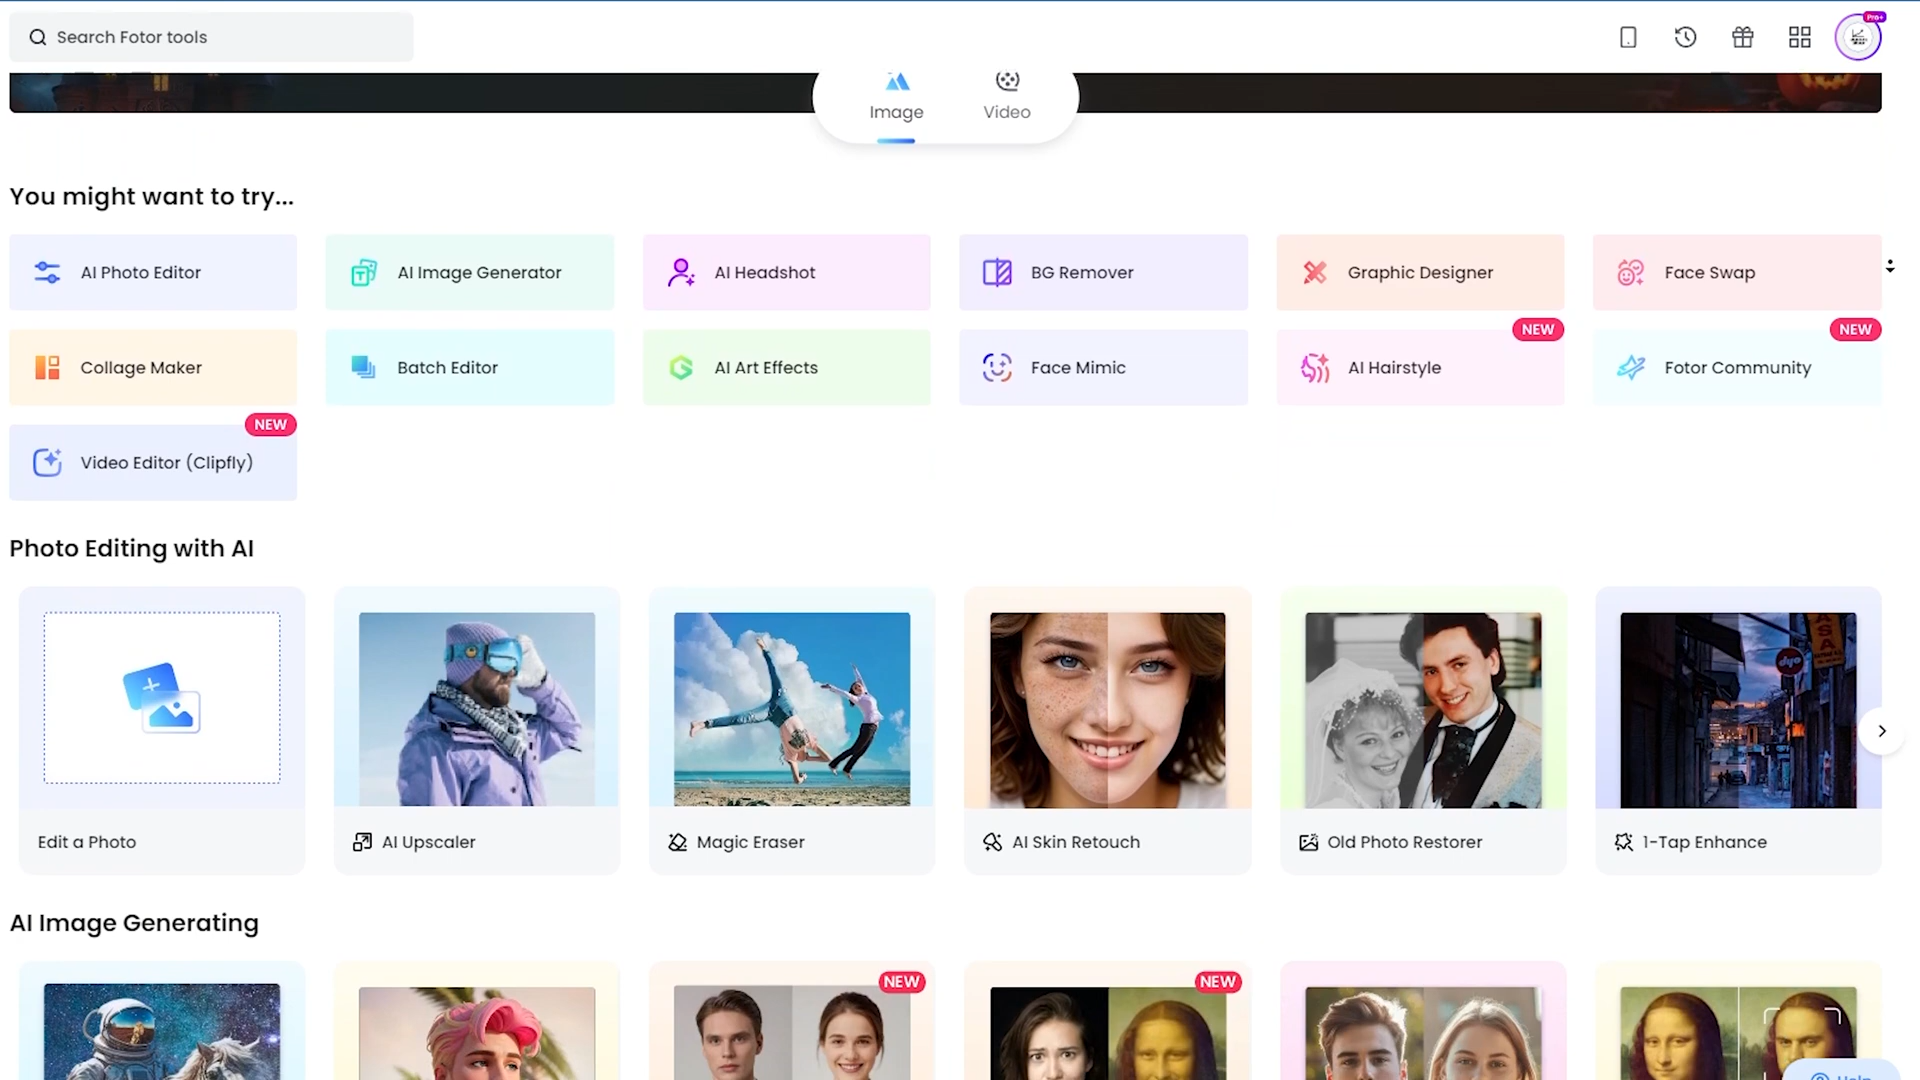 Search Fotor tools
Pro+
Image
Video
You might want to try...
AI Photo Editor
AI Image Generator
AI Headshot
BG Remover
Graphic Designer
Face Swap
Collage Maker
Batch Editor
AI Art Effects
Face Mimic
NEW
AI Hairstyle
NEW
Fotor Community
NEW
Video Editor (Clipfly)
Photo Editing with AI
Edit a Photo
AI Upscaler
Magic Eraser
AI Skin Retouch
Old Photo Restorer
1-Tap Enhance
AI Image Generating
NEW
NEW
Help